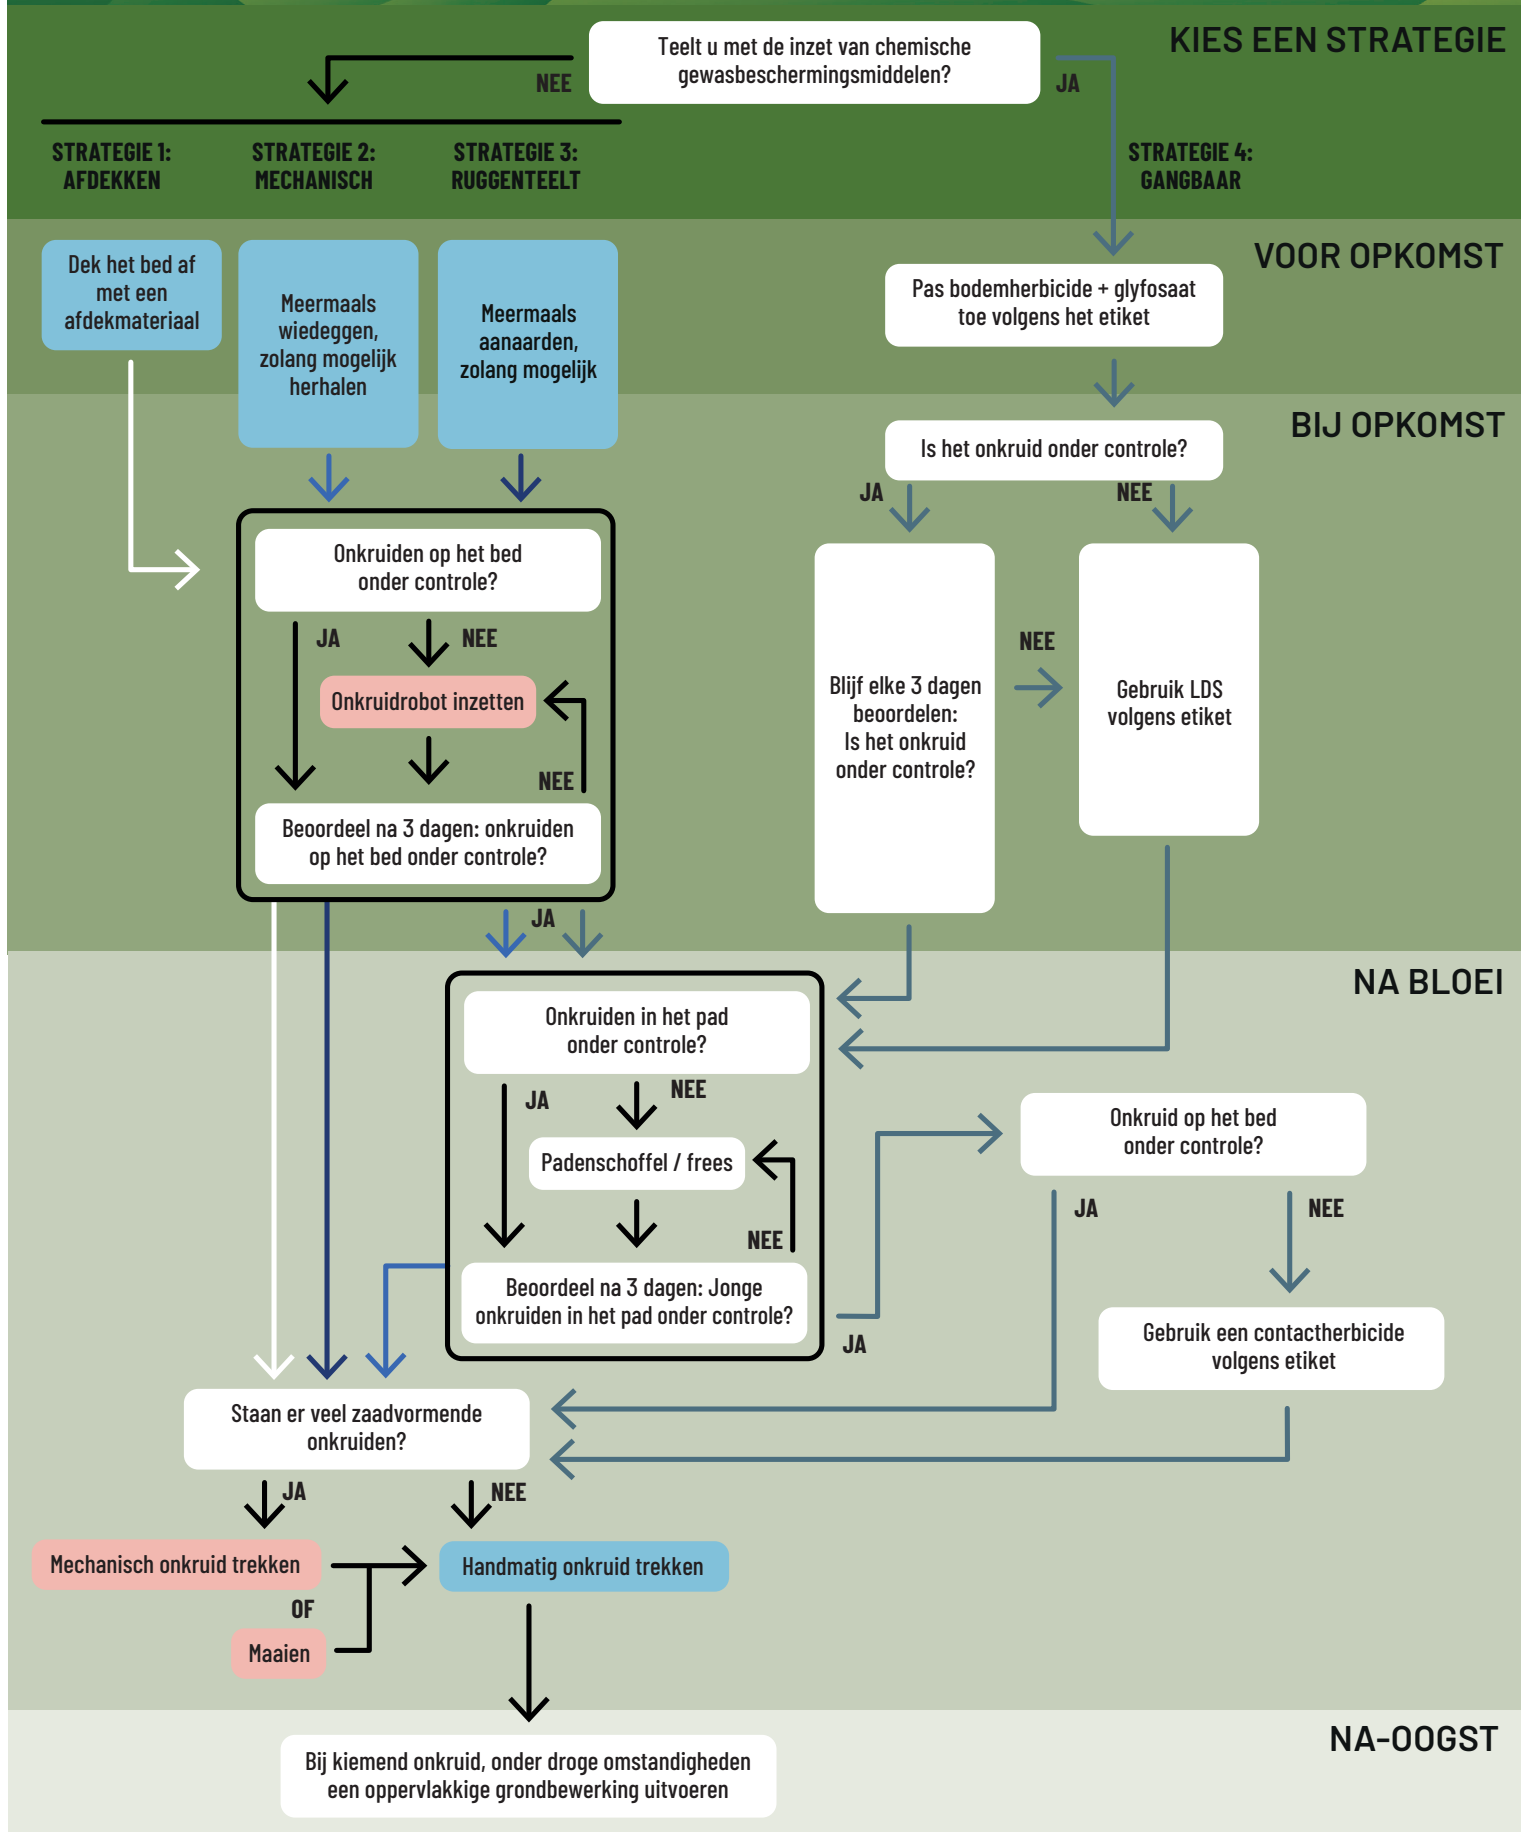 KIES EEN STRATEGIE
Teelt u met de inzet van chemische
gewasbeschermingsmiddelen?
NEE
JA
STRATEGIE 1:
AFDEKKEN
STRATEGIE 2:
MECHANISCH
STRATEGIE 3:
RUGGENTEELT
STRATEGIE 4:
GANGBAAR
VOOR OPKOMST
Dek het bed af
met een
afdekmateriaal
Meermaals
wiedeggen,
zolang mogelijk
herhalen
Meermaals
aanaarden,
zolang mogelijk
Pas bodemherbicide + glyfosaat
toe volgens het etiket
BIJ OPKOMST
Is het onkruid onder controle?
JA
NEE
Onkruiden op het bed
onder controle?
JA
NEE
Onkruidrobot inzetten
NEE
Beoordeel na 3 dagen: onkruiden
op het bed onder controle?
JA
Blijf elke 3 dagen
beoordelen:
Is het onkruid
onder controle?
NEE
Gebruik LDS
volgens etiket
NA BLOEI
Onkruiden in het pad
onder controle?
JA
NEE
Padenschoffel / frees
NEE
Beoordeel na 3 dagen: Jonge
onkruiden in het pad onder controle?
JA
Onkruid op het bed
onder controle?
JA
NEE
Gebruik een contactherbicide
volgens etiket
Staan er veel zaadvormende
onkruiden?
JA
NEE
Mechanisch onkruid trekken
OF
Maaien
Handmatig onkruid trekken
NA-OOGST
Bij kiemend onkruid, onder droge omstandigheden
een oppervlakkige grondbewerking uitvoeren